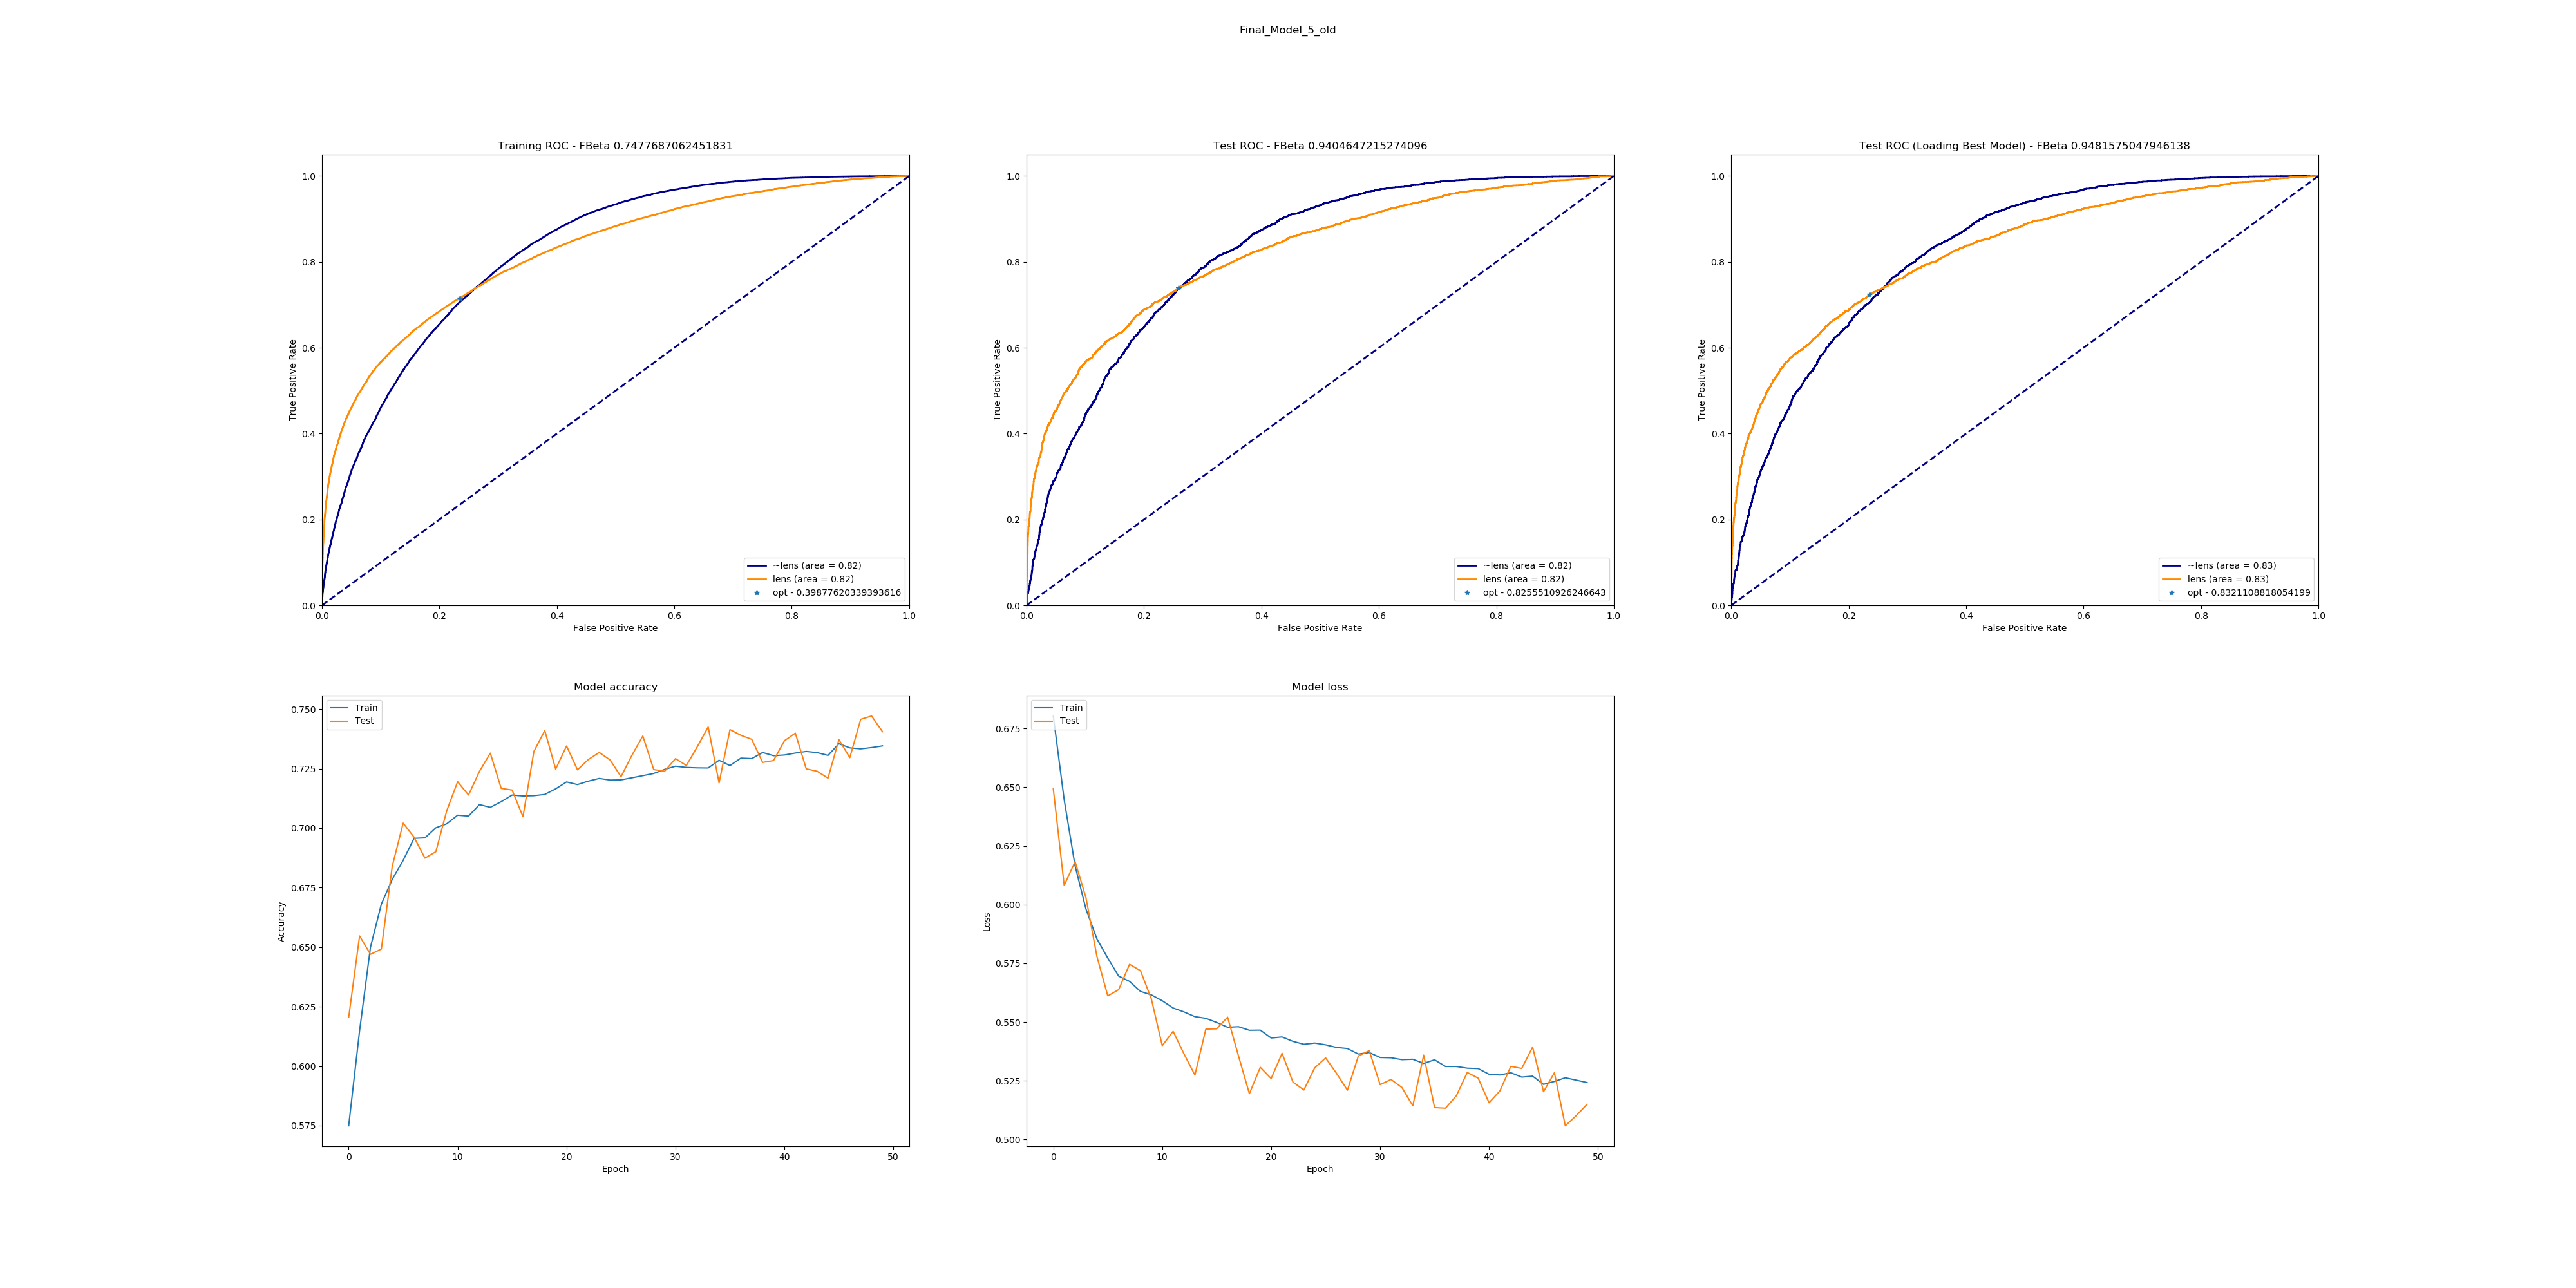 Final_Model_5_old
Training ROC - FBeta 0.7477687062451831
1.0
0.8
0.6
0.4
0.2
0.0
True Positive Rate
0.0
0.2
0.4
0.6
0.8
1.0
False Positive Rate
~lens (area = 0.82)
lens (area = 0.82)
opt - 0.39877620339393616
Test ROC - FBeta 0.9404647215274096
1.0
0.8
0.6
0.4
0.2
0.0
True Positive Rate
0.0
0.2
0.4
0.6
0.8
1.0
False Positive Rate
~lens (area = 0.82)
lens (area = 0.82)
opt - 0.8255510926246643
Test ROC (Loading Best Model) - FBeta 0.9481575047946138
1.0
0.8
0.6
0.4
0.2
0.0
True Positive Rate
0.0
0.2
0.4
0.6
0.8
1.0
False Positive Rate
~lens (area = 0.83)
lens (area = 0.83)
opt - 0.8321108818054199
Model accuracy
Train
Test
0.750
0.725
0.700
0.675
0.650
0.625
0.600
0.575
Accuracy
0
10
20
30
40
50
Epoch
Model loss
Train
Test
0.675
0.650
0.625
0.600
0.575
0.550
0.525
0.500
Loss
0
10
20
30
40
50
Epoch